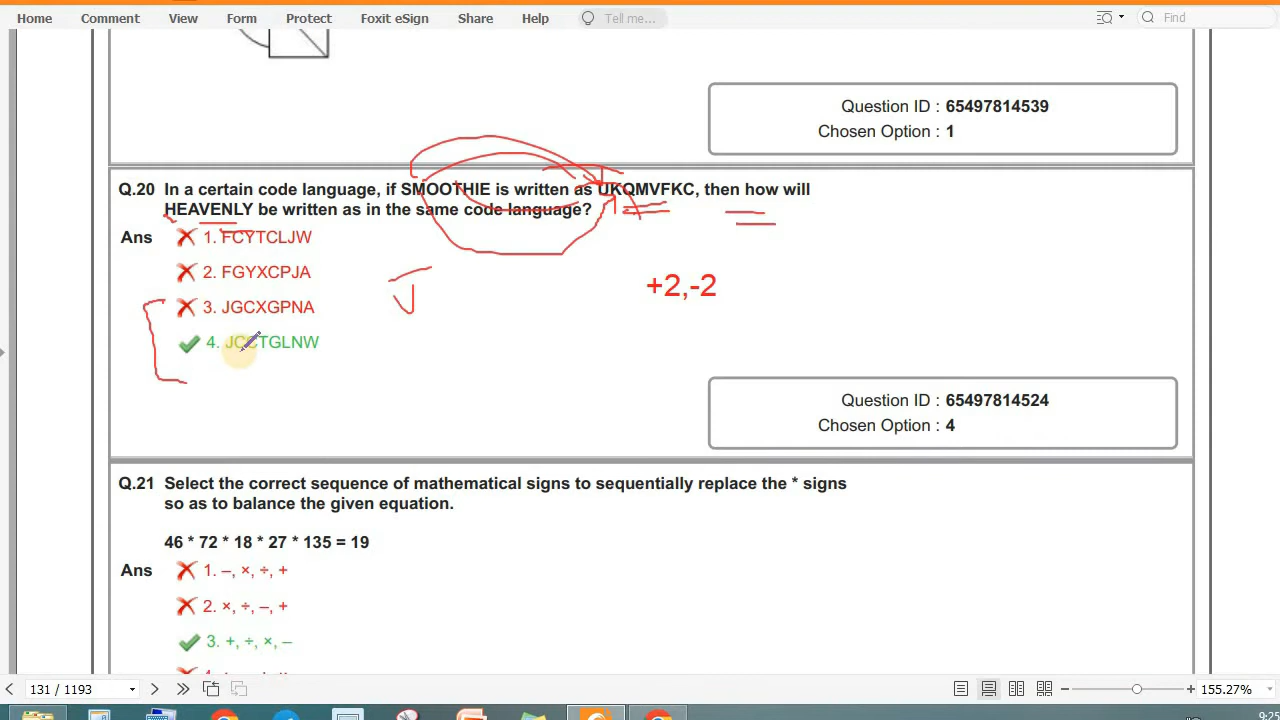 Home Comment View Form Protect Foxit eSign Share Help Tell me... Find
Question ID : 65497814539
Chosen Option : 1
Q.20 In a certain code language, if SMOOTHIE is written as UKQMVFKC, then how will
HEAVENLY be written as in the same code language?
Ans 1. FCYTCLJW
2. FGYXCPJA
J
+2,-2
3. JGCXGPNA
4. JCCTGLNW
Question ID : 65497814524
Chosen Option : 4
Q.21 Select the correct sequence of mathematical signs to sequentially replace the * signs
so as to balance the given equation.
46 * 72 * 18 * 27 * 135 = 19
Ans 1. –, ×, ÷, +
2. ×, ÷, –, +
3. +, ÷, ×, –
131 / 1193 155.27%